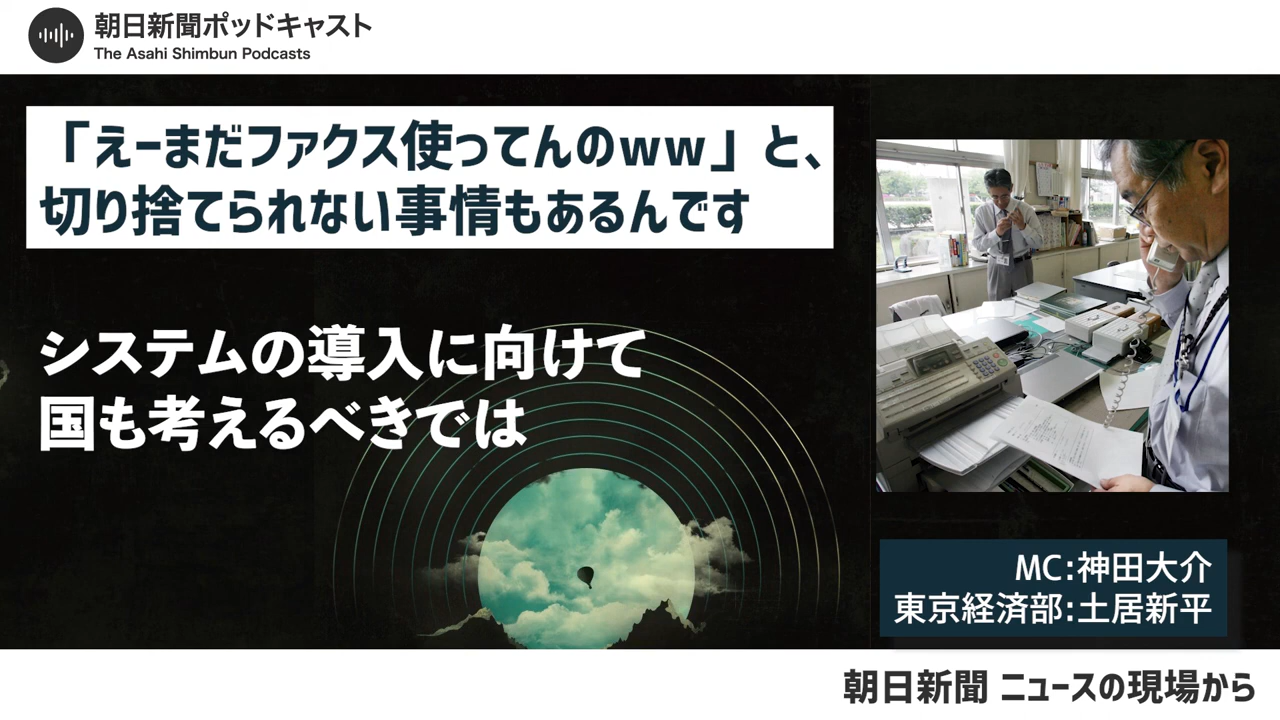 朝日新聞ポッドキャスト
The Asahi Shimbun Podcasts
「えーまだファクス使ってんのww」と、
切り捨てられない事情もあるんです
システムの導入に向けて
国も考えるべきでは
MC:神田大介
東京経済部:土居新平
朝日新聞 ニュースの現場から